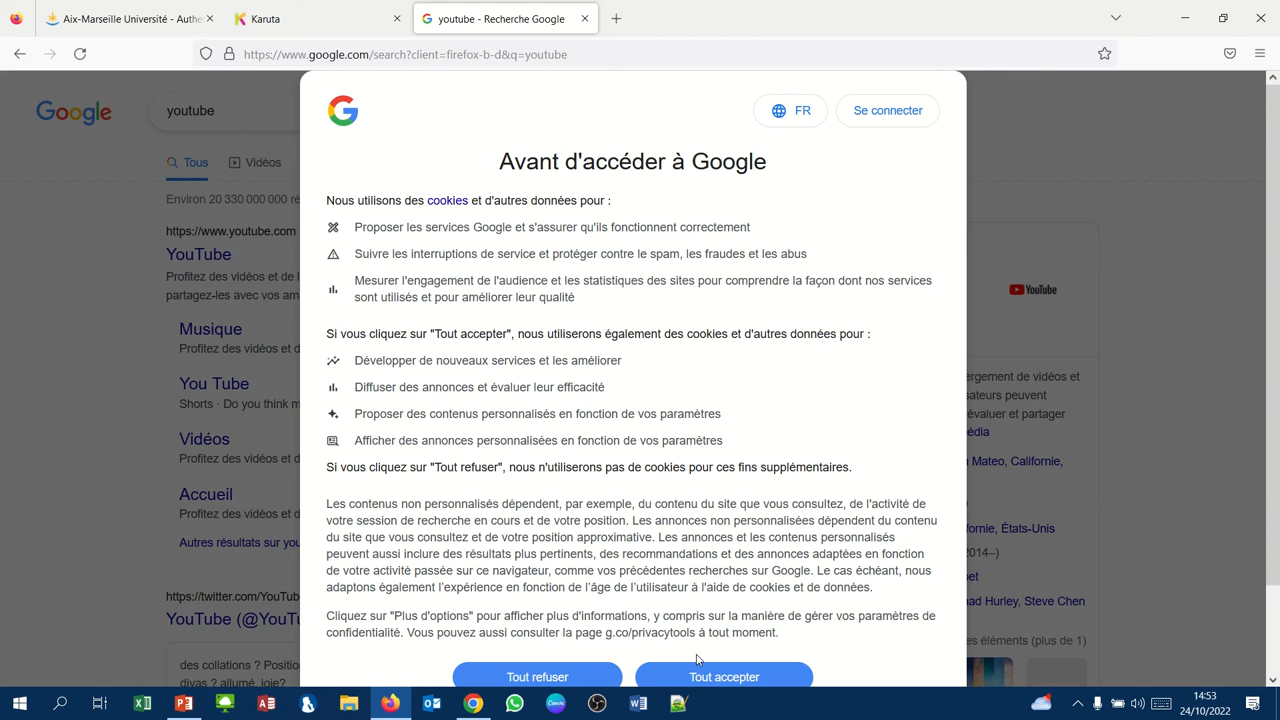 Aix-Marseille Université - Authe
Karuta
youtube - Recherche Google
https://www.google.com/search?client=firefox-b-d&q=youtube
Google
youtube
FR
Se connecter
Tous
Vidéos
Avant d'accéder à Google
Environ 20 330 000 000 ré
Nous utilisons des cookies et d'autres données pour :
https://www.youtube.com
YouTube
Profitez des vidéos et de l
partagez-les avec vos am
Proposer les services Google et s'assurer qu'ils fonctionnent correctement
Suivre les interruptions de service et protéger contre le spam, les fraudes et les abus
Mesurer l'engagement de l'audience et les statistiques des sites pour comprendre la façon dont nos services
sont utilisés et pour améliorer leur qualité
YouTube
Musique
Profitez des vidéos et d
Si vous cliquez sur "Tout accepter", nous utiliserons également des cookies et d'autres données pour :
Développer de nouveaux services et les améliorer
Diffuser des annonces et évaluer leur efficacité
Proposer des contenus personnalisés en fonction de vos paramètres
Afficher des annonces personnalisées en fonction de vos paramètres
You Tube
Shorts · Do you think m
Vidéos
Profitez des vidéos et d
ergement de vidéos et
sateurs peuvent
évaluer et partager
édia
n Mateo, Californie,
Si vous cliquez sur "Tout refuser", nous n'utiliserons pas de cookies pour ces fins supplémentaires.
Accueil
Profitez des vidéos et d
Autres résultats sur you
Les contenus non personnalisés dépendent, par exemple, du contenu du site que vous consultez, de l'activité de
votre session de recherche en cours et de votre position. Les annonces non personnalisées dépendent du contenu
du site que vous consultez et de votre position approximative. Les annonces et les contenus personnalisés
peuvent aussi inclure des résultats plus pertinents, des recommandations et des annonces adaptées en fonction
de votre activité passée sur ce navigateur, comme vos précédentes recherches sur Google. Le cas échéant, nous
adaptons également l'expérience en fonction de l'âge de l'utilisateur à l'aide de cookies et de données.
ornie, États-Unis
2014–)
et
ad Hurley, Steve Chen
https://twitter.com/YouTub
YouTube (@YouT
Cliquez sur "Plus d'options" pour afficher plus d'informations, y compris sur la manière de gérer vos paramètres de
confidentialité. Vous pouvez aussi consulter la page g.co/privacytools à tout moment.
es éléments (plus de 1)
des collations ? Position
divas ? allumé, joie?
Tout refuser
Tout accepter
14:53
24/10/2022